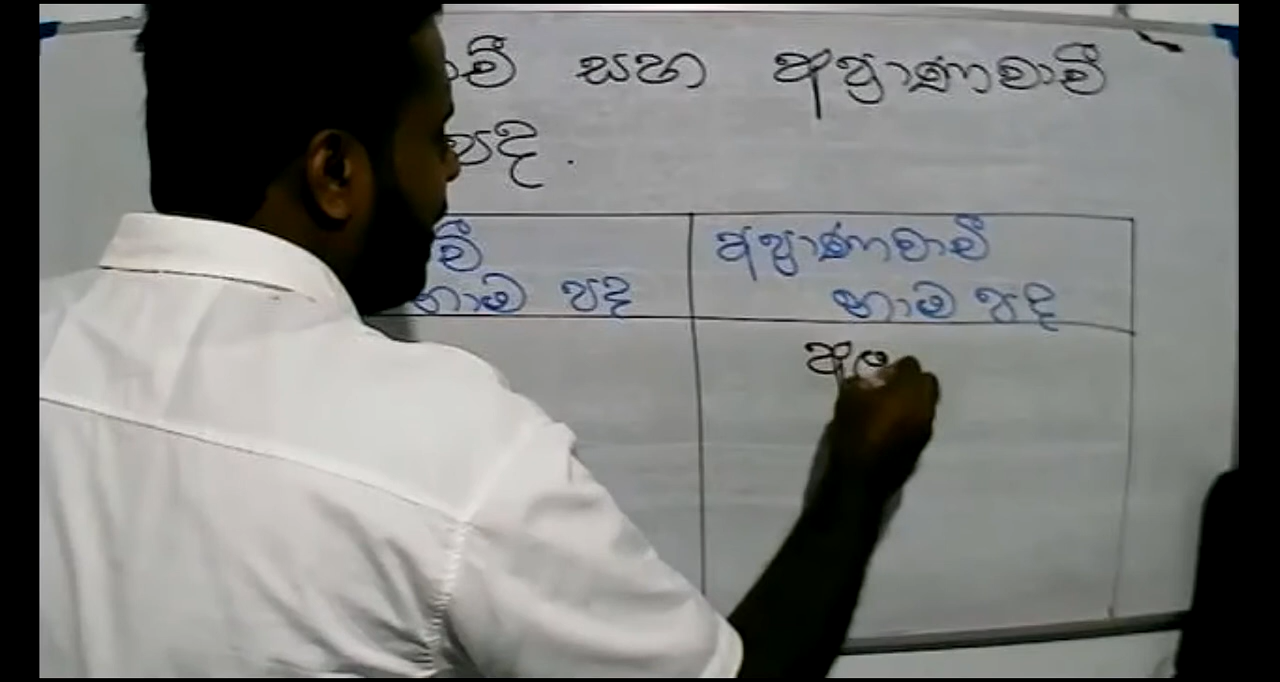 වී සහ අප්‍රාණවාචී
පද.
චී
නාම පද
අප්‍රාණවාචී
නාම පද